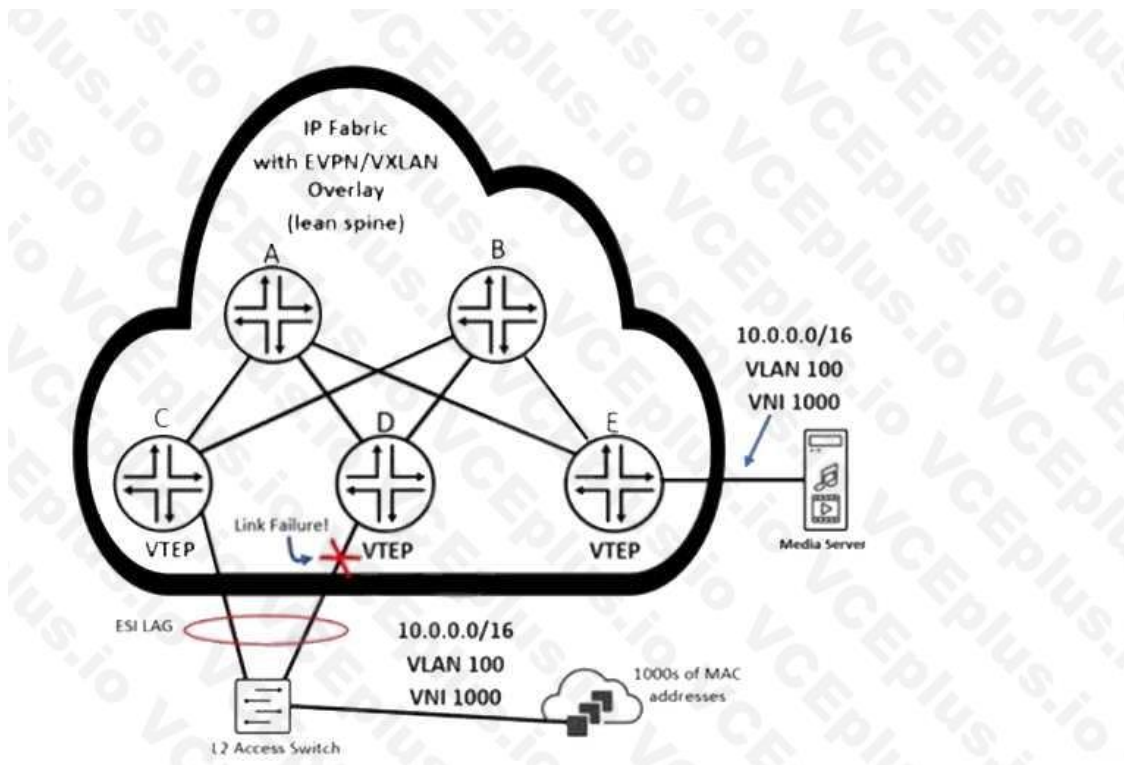 IP Fabric
with EVPN/VXLAN
Overlay
(lean spine)
A
B
10.0.0.0/16
VLAN 100
VNI 1000
C
D
E
Link Failure!
VTEP
VTEP
VTEP
Media Server
ESI LAG
10.0.0.0/16
VLAN 100
VNI 1000
1000s of MAC
addresses
L2 Access Switch
VCEplus.io